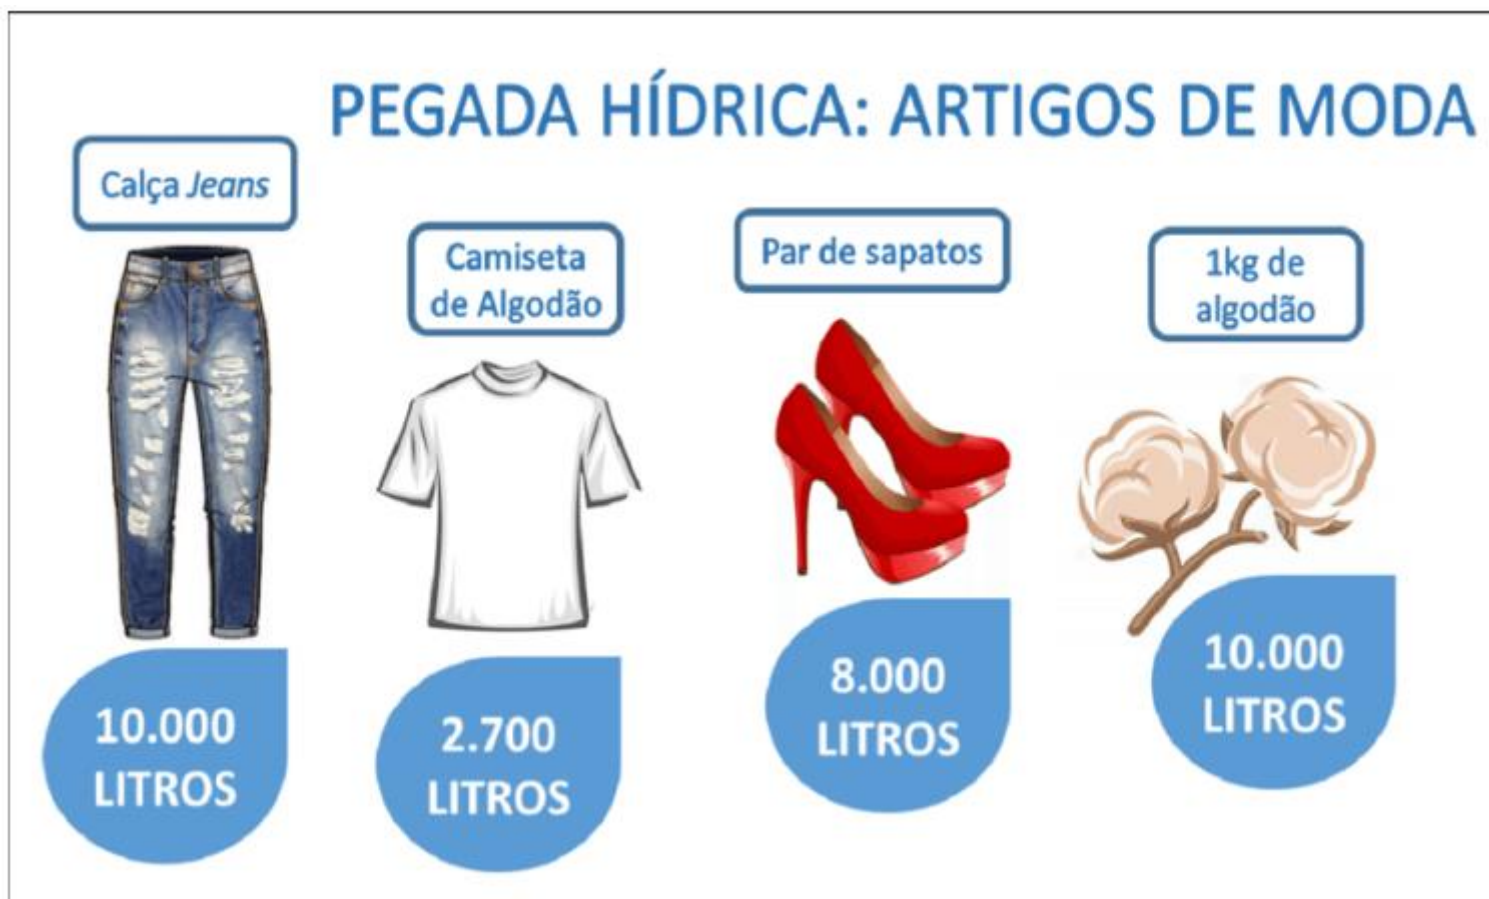 PEGADA HÍDRICA: ARTIGOS DE MODA
Calça Jeans
10.000
LITROS
Camiseta
de Algodão
2.700
LITROS
Par de sapatos
8.000
LITROS
1kg de
algodão
10.000
LITROS